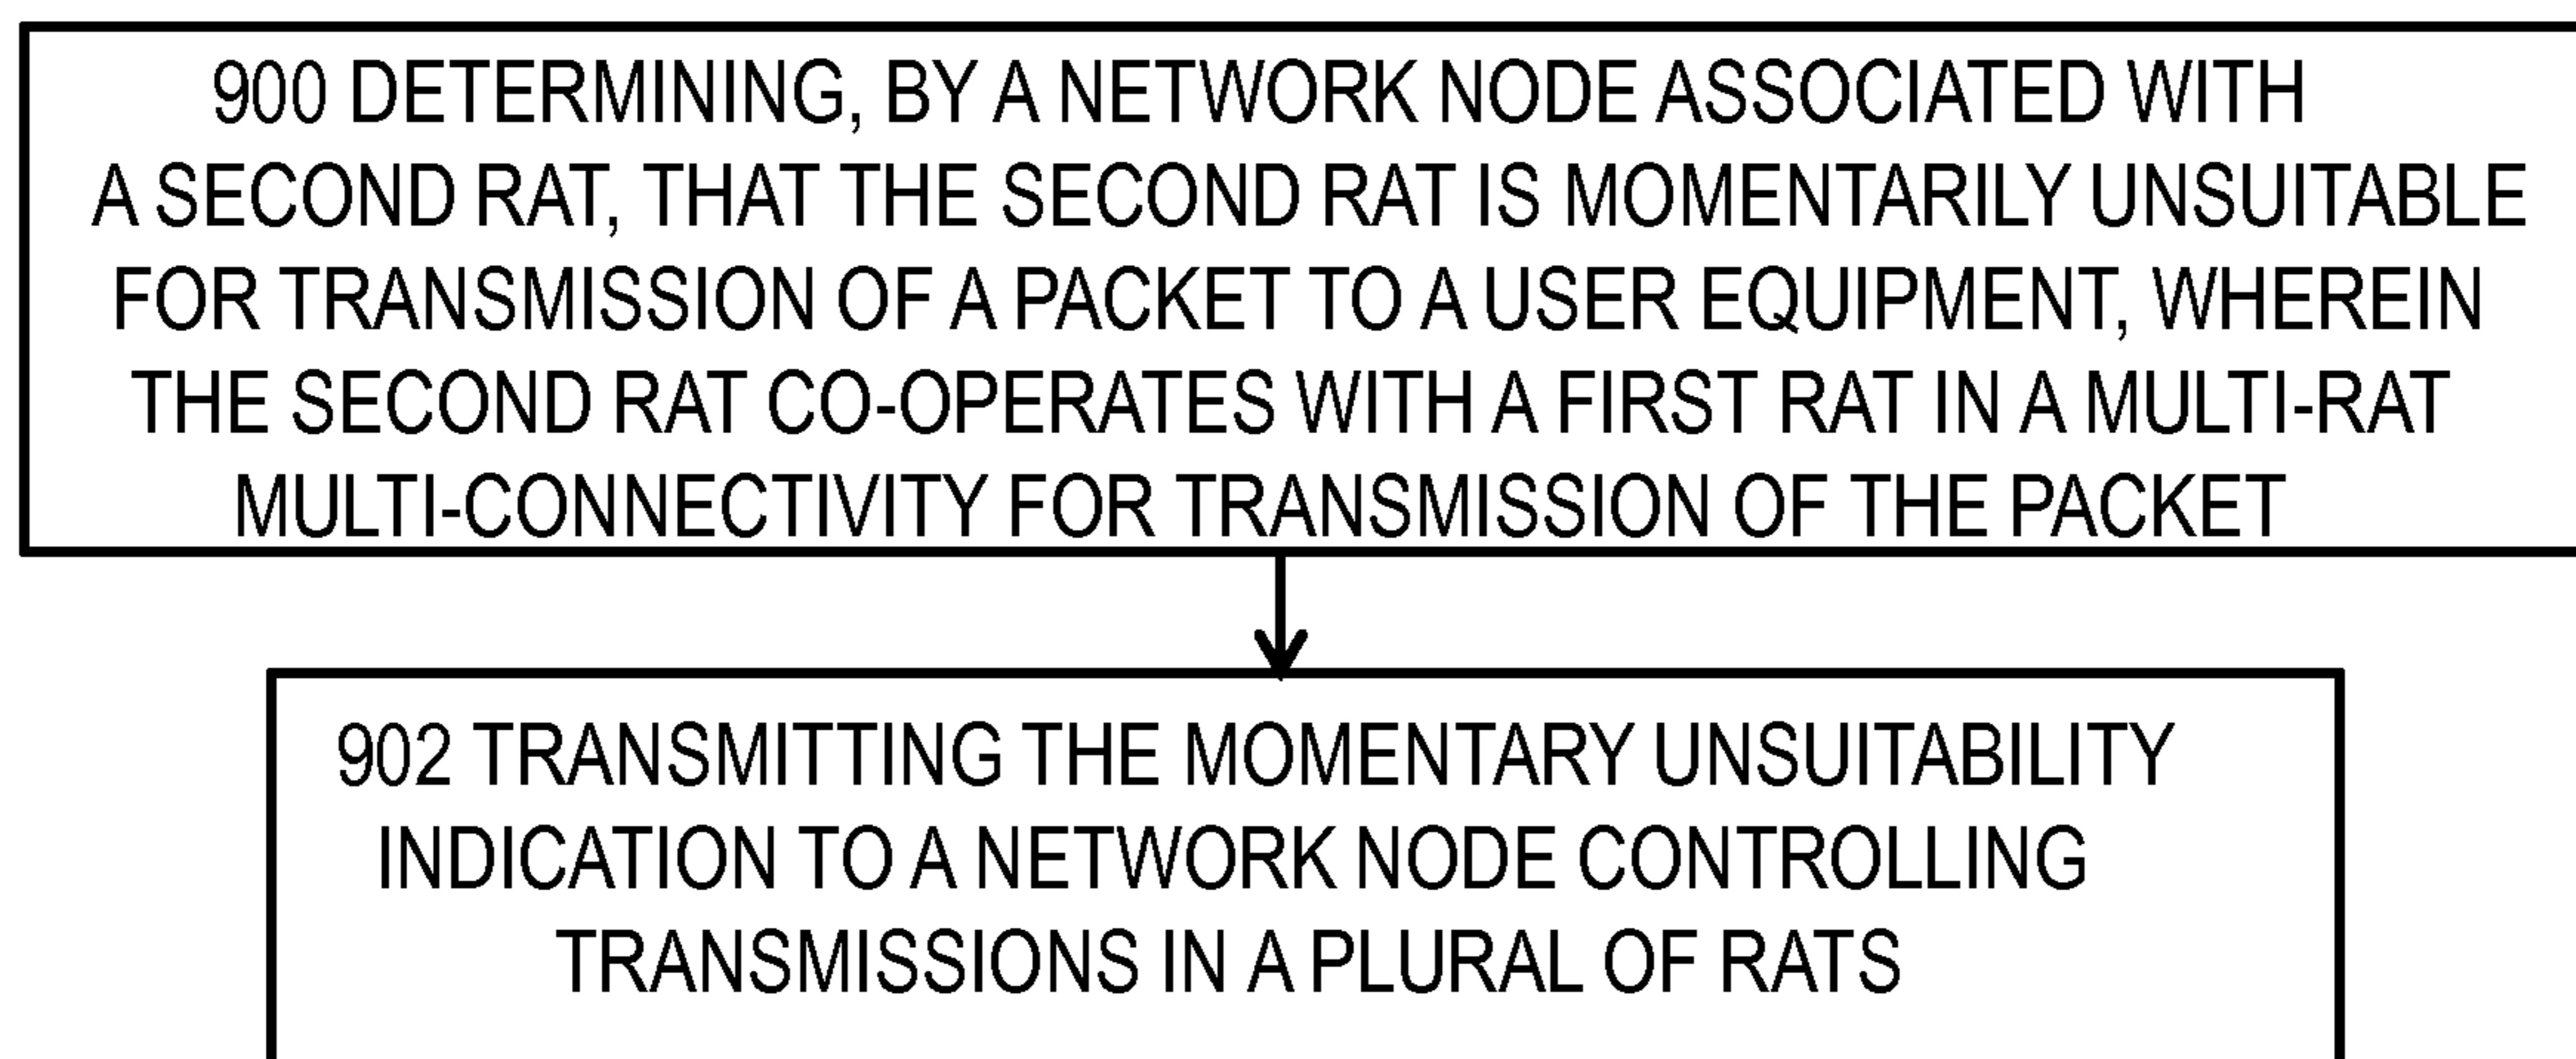 900 DETERMINING, BY A NETWORK NODE ASSOCIATED WITH
A SECOND RAT, THAT THE SECOND RAT IS MOMENTARILY UNSUITABLE
FOR TRANSMISSION OF A PACKET TO A USER EQUIPMENT, WHEREIN
THE SECOND RAT CO-OPERATES WITH A FIRST RAT IN A MULTI-RAT
MULTI-CONNECTIVITY FOR TRANSMISSION OF THE PACKET
902 TRANSMITTING THE MOMENTARY UNSUITABILITY
INDICATION TO A NETWORK NODE CONTROLLING
TRANSMISSIONS IN A PLURAL OF RATS